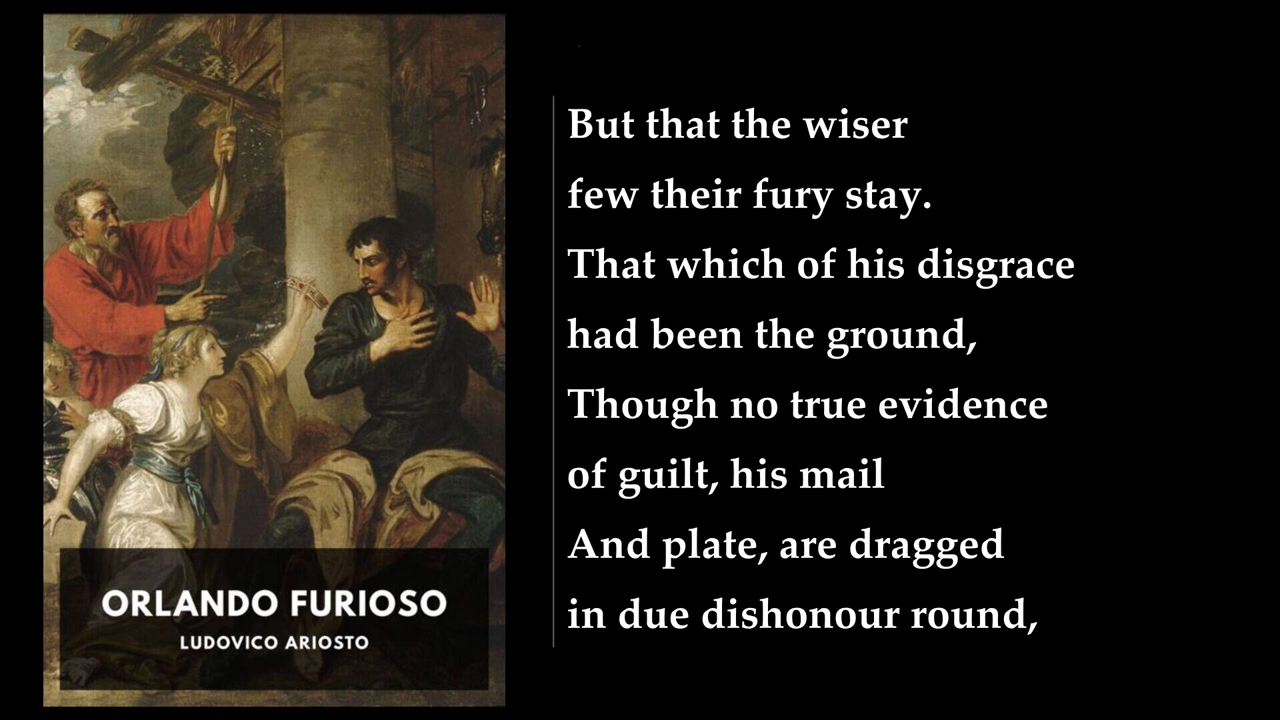 ORLANDO FURIOSO
LUDOVICO ARIOSTO
But that the wiser
few their fury stay.
That which of his disgrace
had been the ground,
Though no true evidence
of guilt, his mail
And plate, are dragged
in due dishonour round,